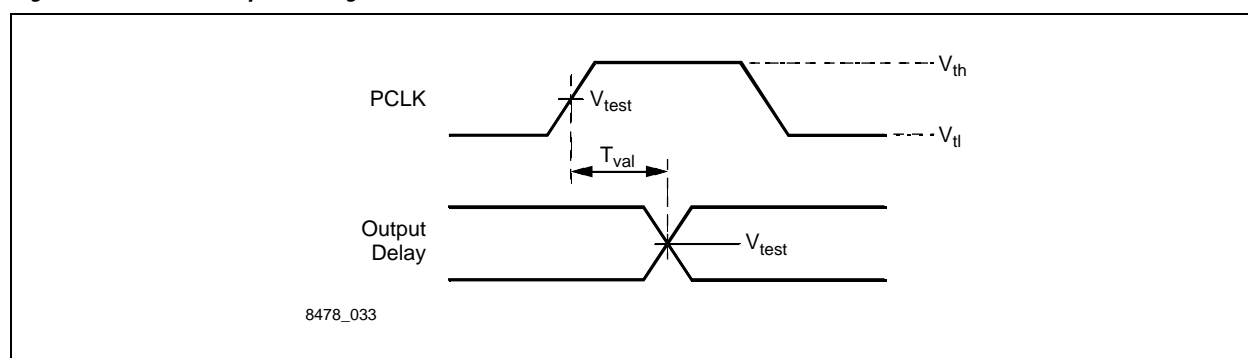 V_th
PCLK
V_test
V_tl
T_val
Output
Delay
V_test
8478_033